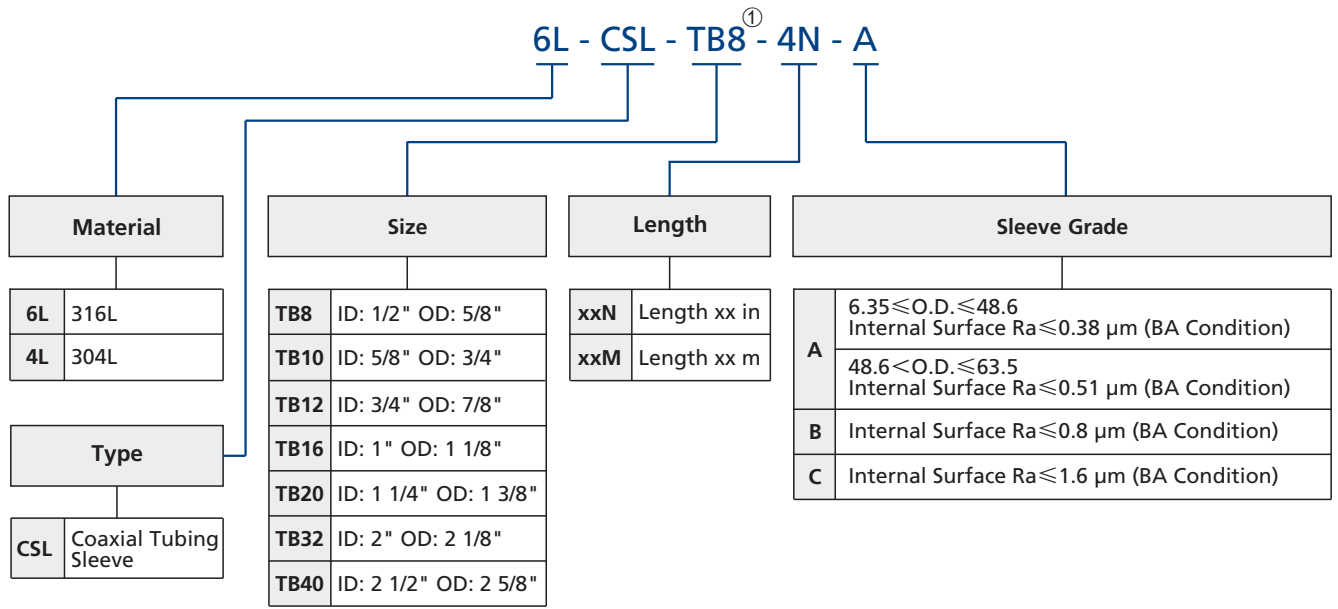 6L - CSL - TB8① - 4N - A
Material
6L 316L
4L 304L
Type
CSL Coaxial Tubing
Sleeve
Size
TB8 ID: 1/2" OD: 5/8"
TB10 ID: 5/8" OD: 3/4"
TB12 ID: 3/4" OD: 7/8"
TB16 ID: 1" OD: 1 1/8"
TB20 ID: 1 1/4" OD: 1 3/8"
TB32 ID: 2" OD: 2 1/8"
TB40 ID: 2 1/2" OD: 2 5/8"
Length
xxN Length xx in
xxM Length xx m
Sleeve Grade
A
6.35≤O.D.≤48.6
Internal Surface Ra≤0.38 µm (BA Condition)
48.6<O.D.≤63.5
Internal Surface Ra≤0.51 µm (BA Condition)
B Internal Surface Ra≤0.8 µm (BA Condition)
C Internal Surface Ra≤1.6 µm (BA Condition)